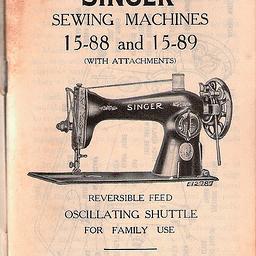 SINGER
SEWING MACHINES
15-88 and 15-89
(WITH ATTACHMENTS)
SINGER
REVERSIBLE FEED
OSCILLATING SHUTTLE
FOR FAMILY USE